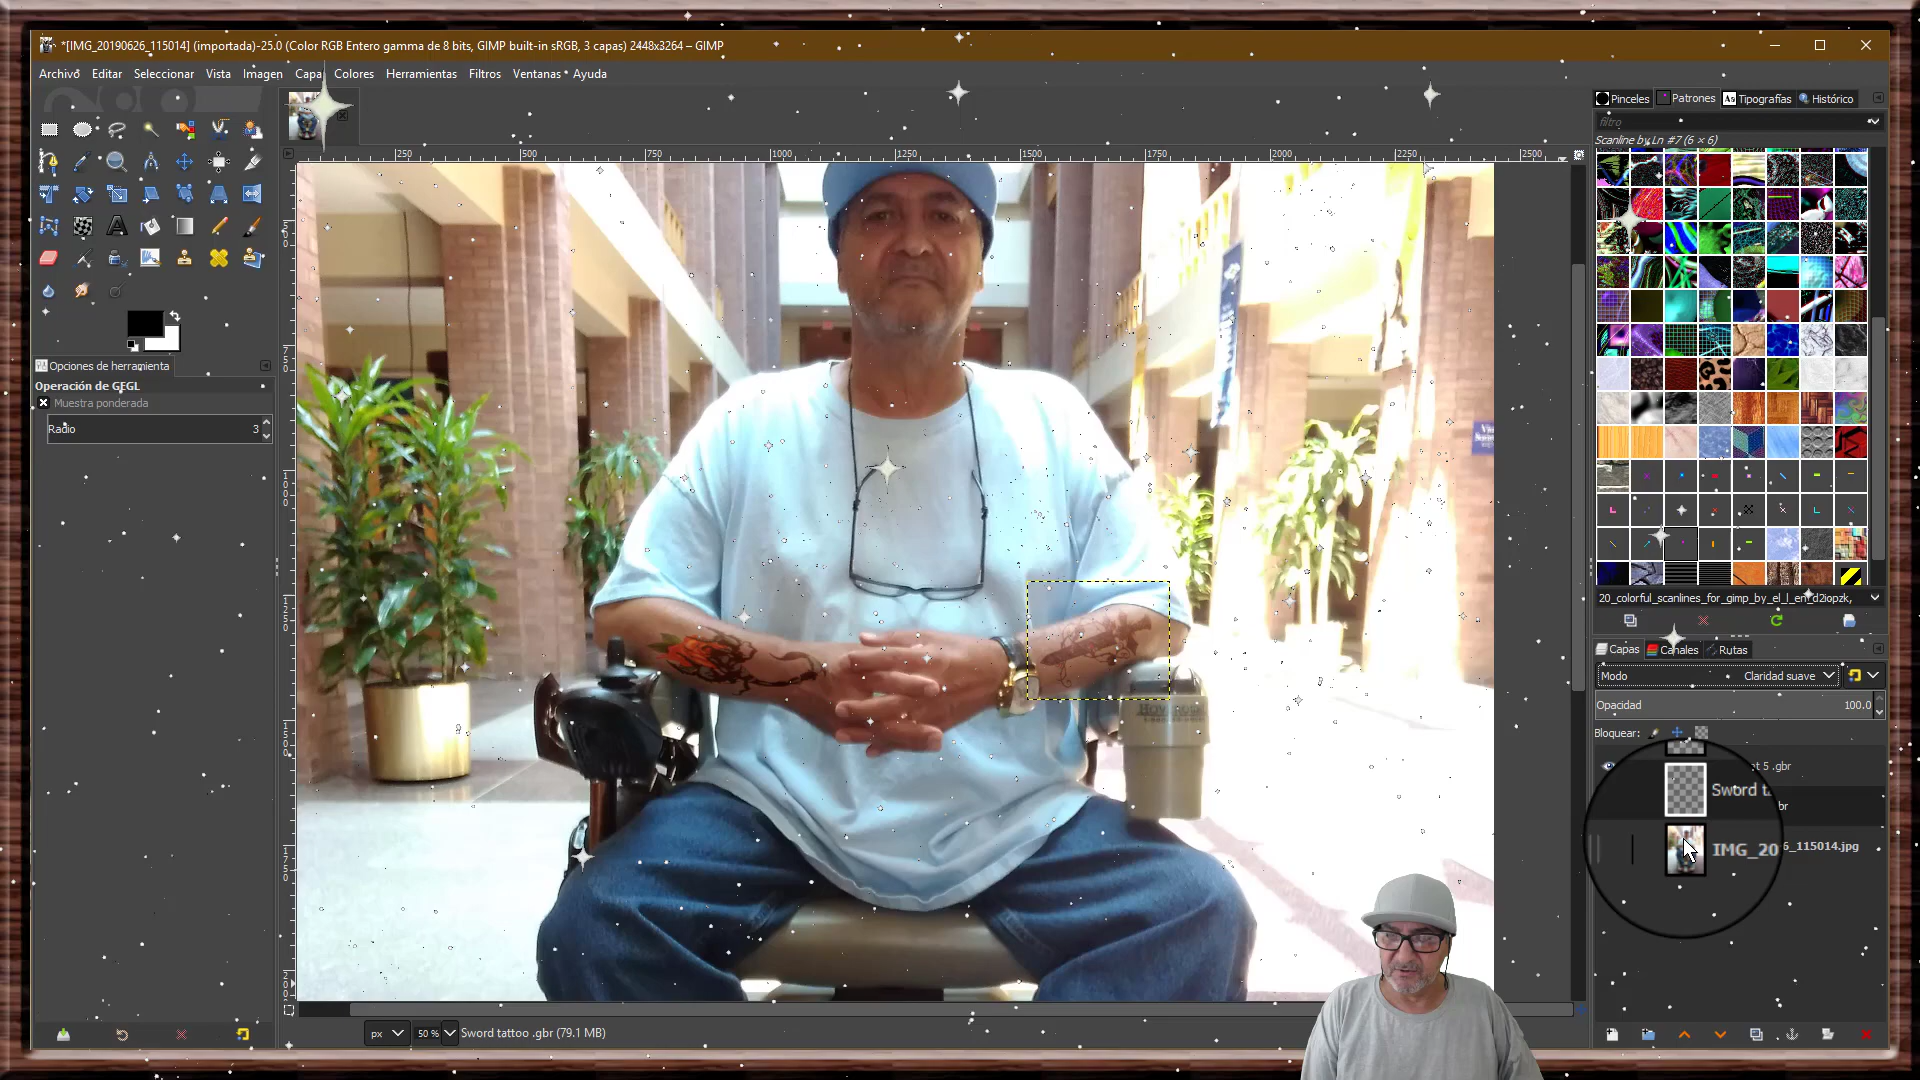 *[IMG_20190626_115014] (importada)-25.0 (Color RGB Entero gamma de 8 bits, GIMP built-in sRGB, 3 capas) 2448x3264 – GIMP
Archivo Editar Seleccionar Vista Imagen Capa Colores Herramientas Filtros Ventanas Ayuda
Pinceles Patrones Tipografías Histórico
filtro
Scanline by Ln #7 (6 × 6)
250 500 750 1000 1250 1500 1750 2000 2250 2500
Opciones de herramienta
Operación de GEGL
Muestra ponderada
Radio 3
20_colorful_scanlines_for_gimp_by_el_l_en_d2iopzk,
Capas Canales Rutas
Modo Claridad suave
Opacidad 100.0
Bloquear:
5 .gbr
Sword t
br
IMG_20 6_115014.jpg
px 50 % Sword tattoo .gbr (79.1 MB)